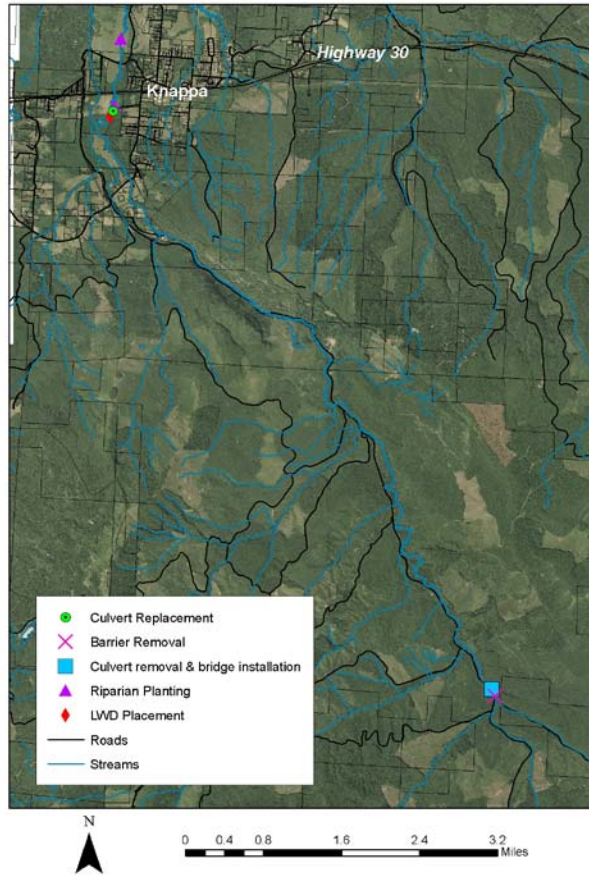 Highway 30
Knappa
Culvert Replacement
Barrier Removal
Culvert removal & bridge installation
Riparian Planting
LWD Placement
Roads
Streams
N
0 0.4 0.8 1.6 2.4 3.2
Miles